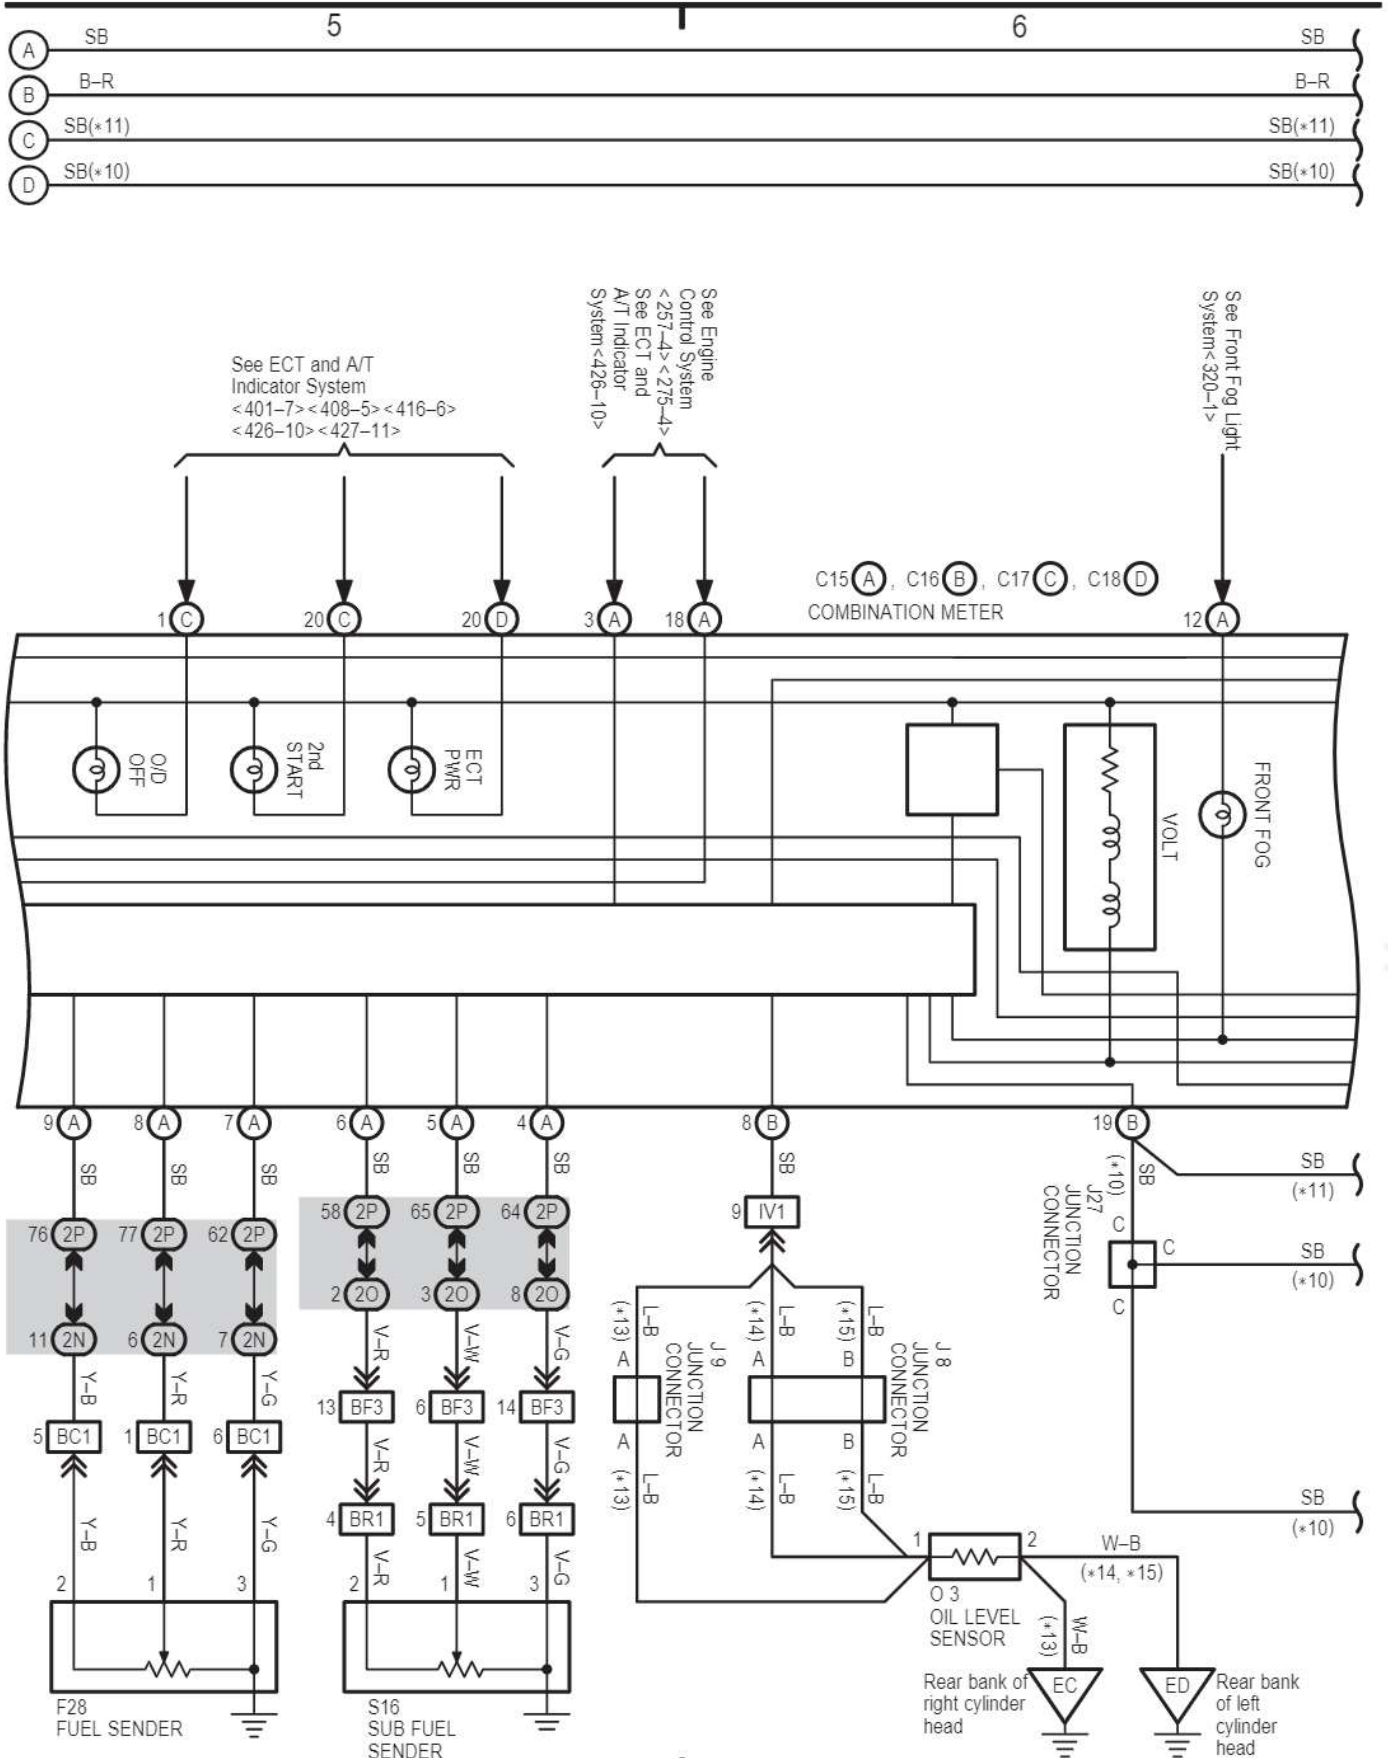 5
6
A SB SB
B B–R B–R
C SB(*11) SB(*11)
D SB(*10) SB(*10)
See ECT and A/T
Indicator System
<401–7><408–5><416–6>
<426–10><427–11>
See Engine
Control System
<257–4><275–4>
See ECT and
A/T Indicator
System<426–10>
See Front Fog Light
System<320–1>
C15 A , C16 B , C17 C , C18 D
COMBINATION METER
1 C 20 C 20 D 3 A 18 A 12 A
O/D
OFF
2nd
START
ECT
PWR
VOLT
FRONT FOG
9 A 8 A 7 A 6 A 5 A 4 A 8 B 19 B
SB SB SB SB SB SB SB
SB
(*10)
SB
(*11)
76 2P 77 2P 62 2P
58 2P 65 2P 64 2P
9 IV1
J27
JUNCTION
CONNECTOR
C
C
C
SB
(*10)
2 2O 3 2O 8 2O
11 2N 6 2N 7 2N
V–R V–W V–G
L–B
(*13)
L–B
(*14)
L–B
(*15)
A A B
J 9
JUNCTION
CONNECTOR
J 8
JUNCTION
CONNECTOR
Y–B Y–R Y–G
13 BF3 6 BF3 14 BF3
5 BC1 1 BC1 6 BC1
A A B
V–R V–W V–G
L–B
(*13)
L–B
(*14)
L–B
(*15)
SB
(*10)
4 BR1 5 BR1 6 BR1
Y–B Y–R Y–G
V–R V–W V–G
1 2
W–B
(*14, *15)
2 1 3
2 1 3
O 3
OIL LEVEL
SENSOR
W–B
(*13)
Rear bank of
right cylinder
head
EC
ED
Rear bank
of left
cylinder
head
F28
FUEL SENDER
S16
SUB FUEL
SENDER